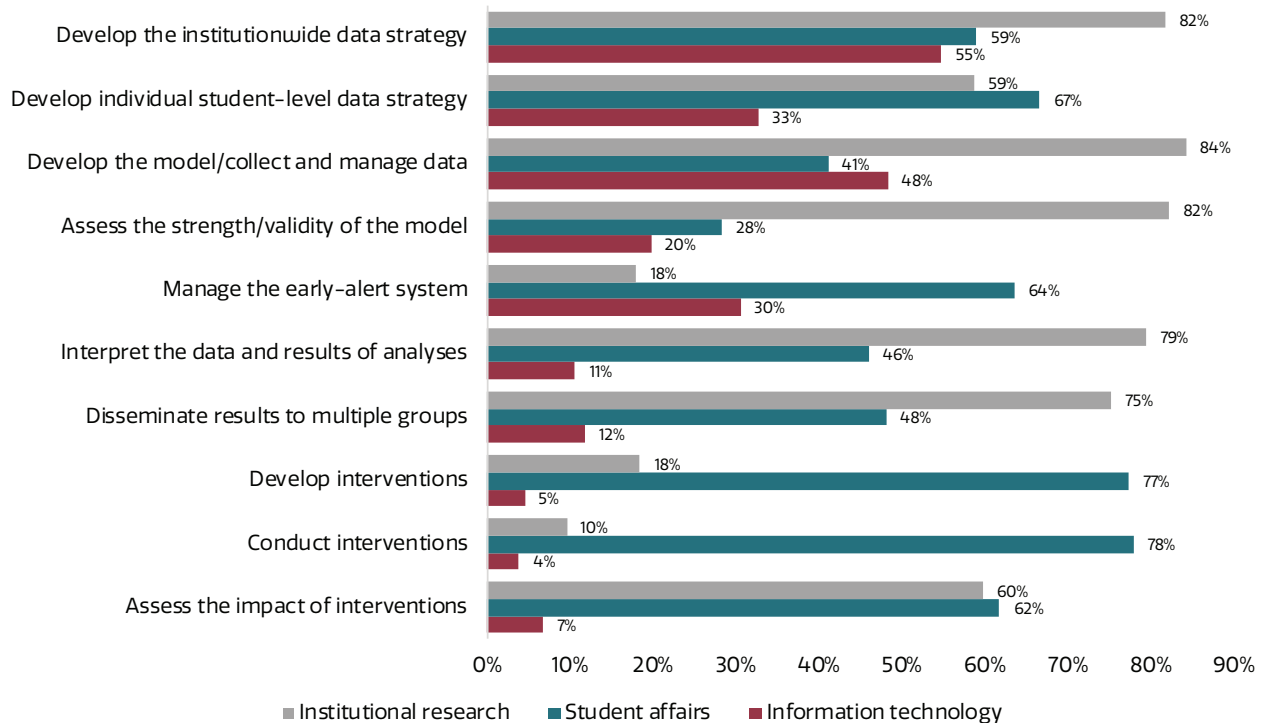 Develop the institutionwide data strategy
82%
59%
55%
Develop individual student-level data strategy
59%
67%
33%
Develop the model/collect and manage data
84%
41%
48%
Assess the strength/validity of the model
82%
28%
20%
Manage the early-alert system
18%
64%
30%
Interpret the data and results of analyses
79%
46%
11%
Disseminate results to multiple groups
75%
48%
12%
Develop interventions
18%
77%
5%
Conduct interventions
10%
78%
4%
Assess the impact of interventions
60%
62%
7%
0% 10% 20% 30% 40% 50% 60% 70% 80% 90%
Institutional research Student affairs Information technology